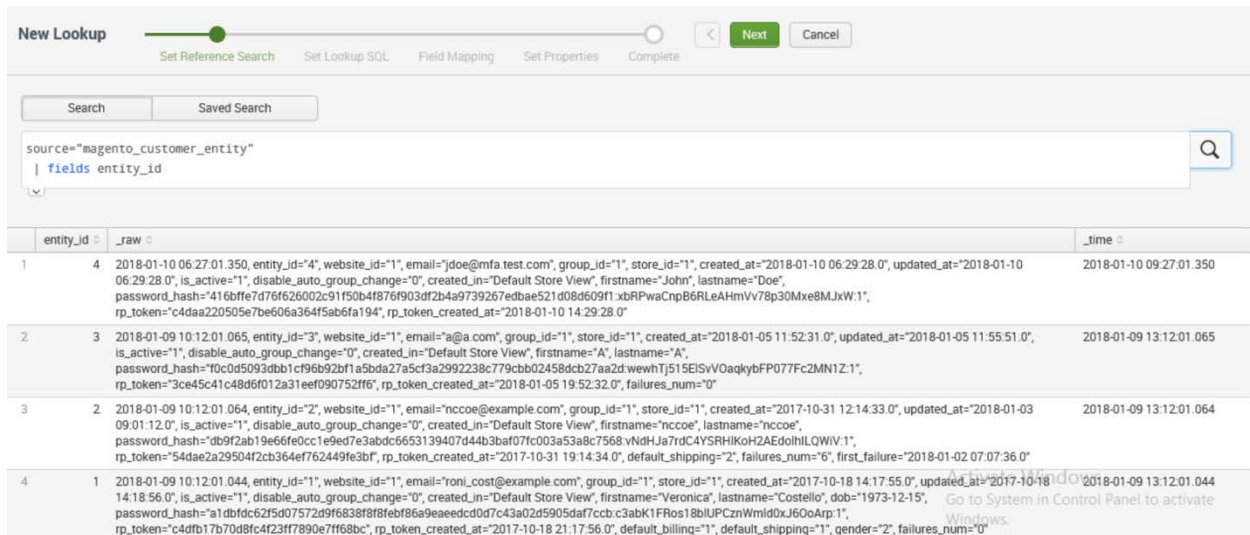 New Lookup
Set Reference Search Set Lookup SQL Field Mapping Set Properties Complete
< Next Cancel
Search Saved Search
source="magento_customer_entity"
| fields entity_id
entity_id _raw _time
1 4 2018-01-10 06:27:01.350, entity_id="4", website_id="1", email="jdoe@mfa.test.com", group_id="1", store_id="1", created_at="2018-01-10 06:29:28.0", updated_at="2018-01-10 2018-01-10 09:27:01.350
06:29:28.0", is_active="1", disable_auto_group_change="0", created_in="Default Store View", firstname="John", lastname="Doe",
password_hash="416bffe7d76f626002c91f50b4f876f903df2b4a9739267edbae521d08d609f1:xbRPwaCnpB6RLeAHmVv78p30Mxe8MJxW:1",
rp_token="c4daa220505e7be606a364f5ab6fa194", rp_token_created_at="2018-01-10 14:29:28.0"
2 3 2018-01-09 10:12:01.065, entity_id="3", website_id="1", email="a@a.com", group_id="1", store_id="1", created_at="2018-01-05 11:52:31.0", updated_at="2018-01-05 11:55:51.0", 2018-01-09 13:12:01.065
is_active="1", disable_auto_group_change="0", created_in="Default Store View", firstname="A", lastname="A",
password_hash="f0c0d5093dbb1cf96b92bf1a5bda27a5cf3a2992238c779cbb02458dcb27aa2d:wewhTj515ElSvVOaqkybFP077Fc2MN1Z:1",
rp_token="3ce45c41c48d6f012a31eef090752ff6", rp_token_created_at="2018-01-05 19:52:32.0", failures_num="0"
3 2 2018-01-09 10:12:01.064, entity_id="2", website_id="1", email="nccoe@example.com", group_id="1", store_id="1", created_at="2017-10-31 12:14:33.0", updated_at="2018-01-03 2018-01-09 13:12:01.064
09:01:12.0", is_active="1", disable_auto_group_change="0", created_in="Default Store View", firstname="nccoe", lastname="nccoe",
password_hash="db9f2ab19e66fe0cc1e9ed7e3abdc6653139407d44b3baf07fc003a53a8c7568:vNdHJa7rdC4YSRHlKoH2AEdolhILQWiV:1",
rp_token="54dae2a29504f2cb364ef762449fe3bf", rp_token_created_at="2017-10-31 19:14:34.0", default_shipping="2", failures_num="6", first_failure="2018-01-02 07:07:36.0"
Activate Windows
4 1 2018-01-09 10:12:01.044, entity_id="1", website_id="1", email="roni_cost@example.com", group_id="1", store_id="1", created_at="2017-10-18 14:17:55.0", updated_at="2017-10-18 2018-01-09 13:12:01.044
14:18:56.0", is_active="1", disable_auto_group_change="0", created_in="Default Store View", firstname="Veronica", lastname="Costello", dob="1973-12-15",
Go to System in Control Panel to activate
password_hash="a1dbfdc62f5d07572d9f6838f8f8febf86a9eaeedcd0d7c43a02d5905daf7ccb:c3abK1FRos18blUPCznWmld0xJ6OoArp:1",
Windows.
rp_token="c4dfb17b70d8fc4f23ff7890e7ff68bc", rp_token_created_at="2017-10-18 21:17:56.0", default_billing="1", default_shipping="1", gender="2", failures_num="0"